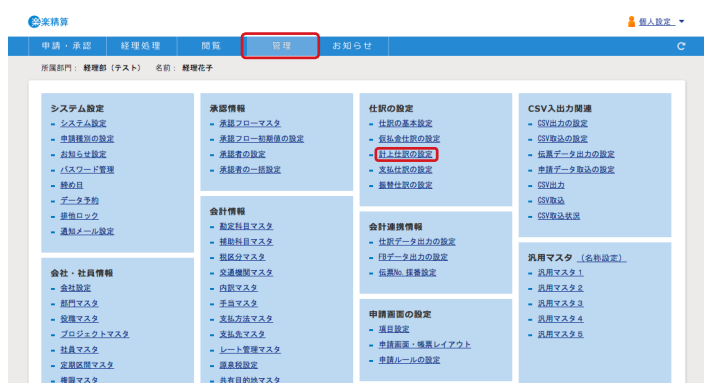 楽楽精算
個人設定
申請・承認 経理処理 閲覧 管理 お知らせ
所属部門： 経理部（テスト） 名前： 経理花子
システム設定
システム設定
申請種別の設定
お知らせ設定
パスワード管理
締め日
データ予約
排他ロック
通知メール設定
会社・社員情報
会社設定
部門マスタ
役職マスタ
プロジェクトマスタ
社員マスタ
定期区間マスタ
権限マスタ
承認情報
承認フローマスタ
承認フロー初期値の設定
承認者の設定
承認者の一括設定
会計情報
勘定科目マスタ
補助科目マスタ
税区分マスタ
交通機関マスタ
内訳マスタ
手当マスタ
支払方法マスタ
支払先マスタ
レート管理マスタ
源泉税設定
共有目的地マスタ
仕訳の設定
仕訳の基本設定
仮払金仕訳の設定
計上仕訳の設定
支払仕訳の設定
振替仕訳の設定
会計連携情報
仕訳データ出力の設定
FBデータ出力の設定
伝票No. 採番設定
申請画面の設定
項目設定
申請画面・帳票レイアウト
申請ルールの設定
CSV入出力関連
CSV出力の設定
CSV取込の設定
伝票データ出力の設定
申請データ取込の設定
CSV出力
CSV取込
CSV取込状況
汎用マスタ （名称設定）
汎用マスタ1
汎用マスタ2
汎用マスタ3
汎用マスタ4
汎用マスタ5